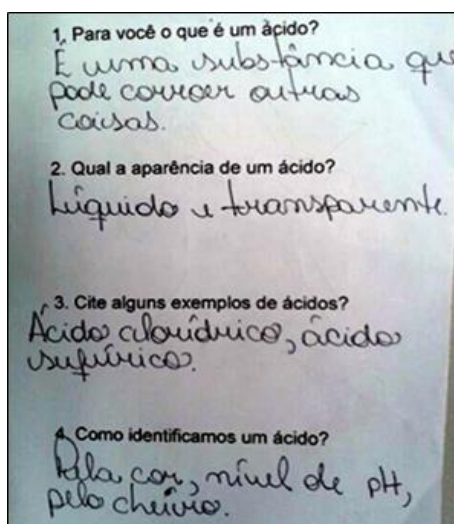 1. Para você o que é um ácido?
É uma substância que
pode corroer outras
coisas.
2. Qual a aparência de um ácido?
Líquido e transparente.
3. Cite alguns exemplos de ácidos?
Ácido clorídrico, ácido
sufúrico.
4. Como identificamos um ácido?
Pela cor, nível de pH,
pelo cheiro.